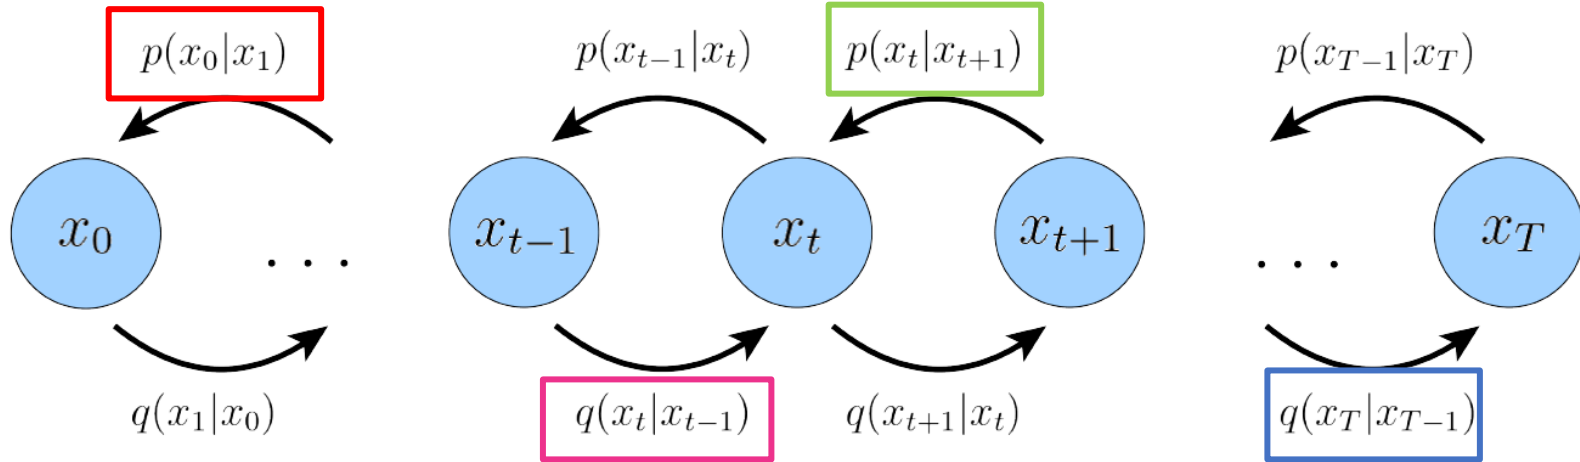 p(x_0|x_1) p(x_{t-1}|x_t) p(x_t|x_{t+1}) p(x_{T-1}|x_T)
x_0 . . . x_{t-1} x_t x_{t+1} . . . x_T
q(x_1|x_0) q(x_t|x_{t-1}) q(x_{t+1}|x_t) q(x_T|x_{T-1})